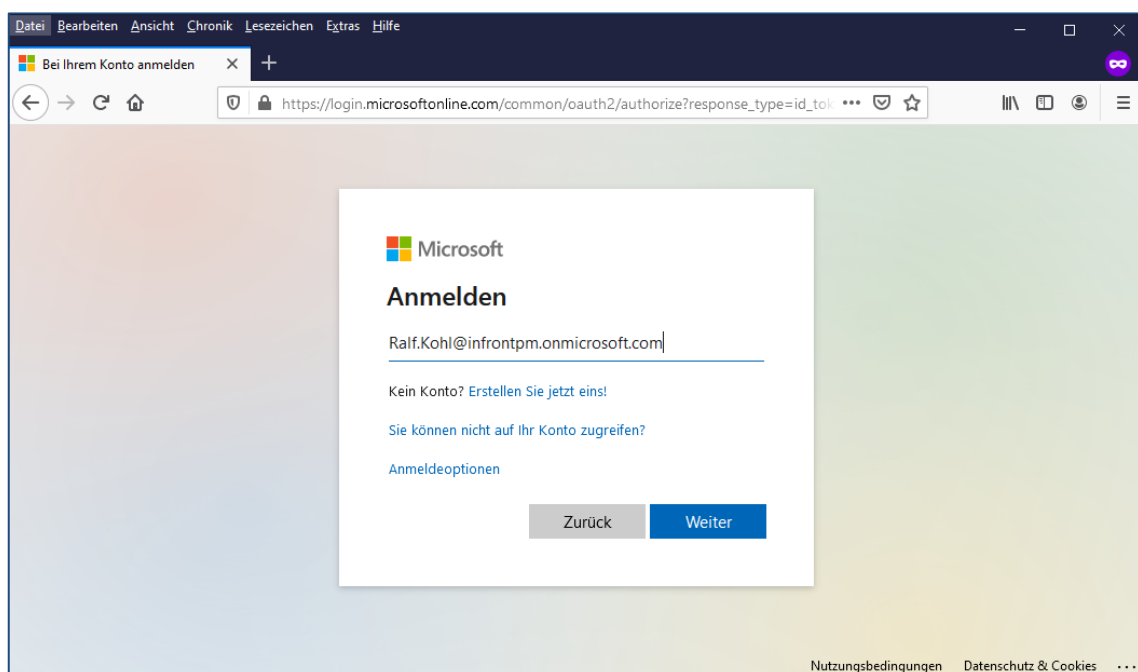 Datei Bearbeiten Ansicht Chronik Lesezeichen Extras Hilfe
Bei Ihrem Konto anmelden
https://login.microsoftonline.com/common/oauth2/authorize?response_type=id_tok
Microsoft
Anmelden
Ralf.Kohl@infrontpm.onmicrosoft.com
Kein Konto? Erstellen Sie jetzt eins!
Sie können nicht auf Ihr Konto zugreifen?
Anmeldeoptionen
Zurück Weiter
Nutzungsbedingungen Datenschutz & Cookies ...